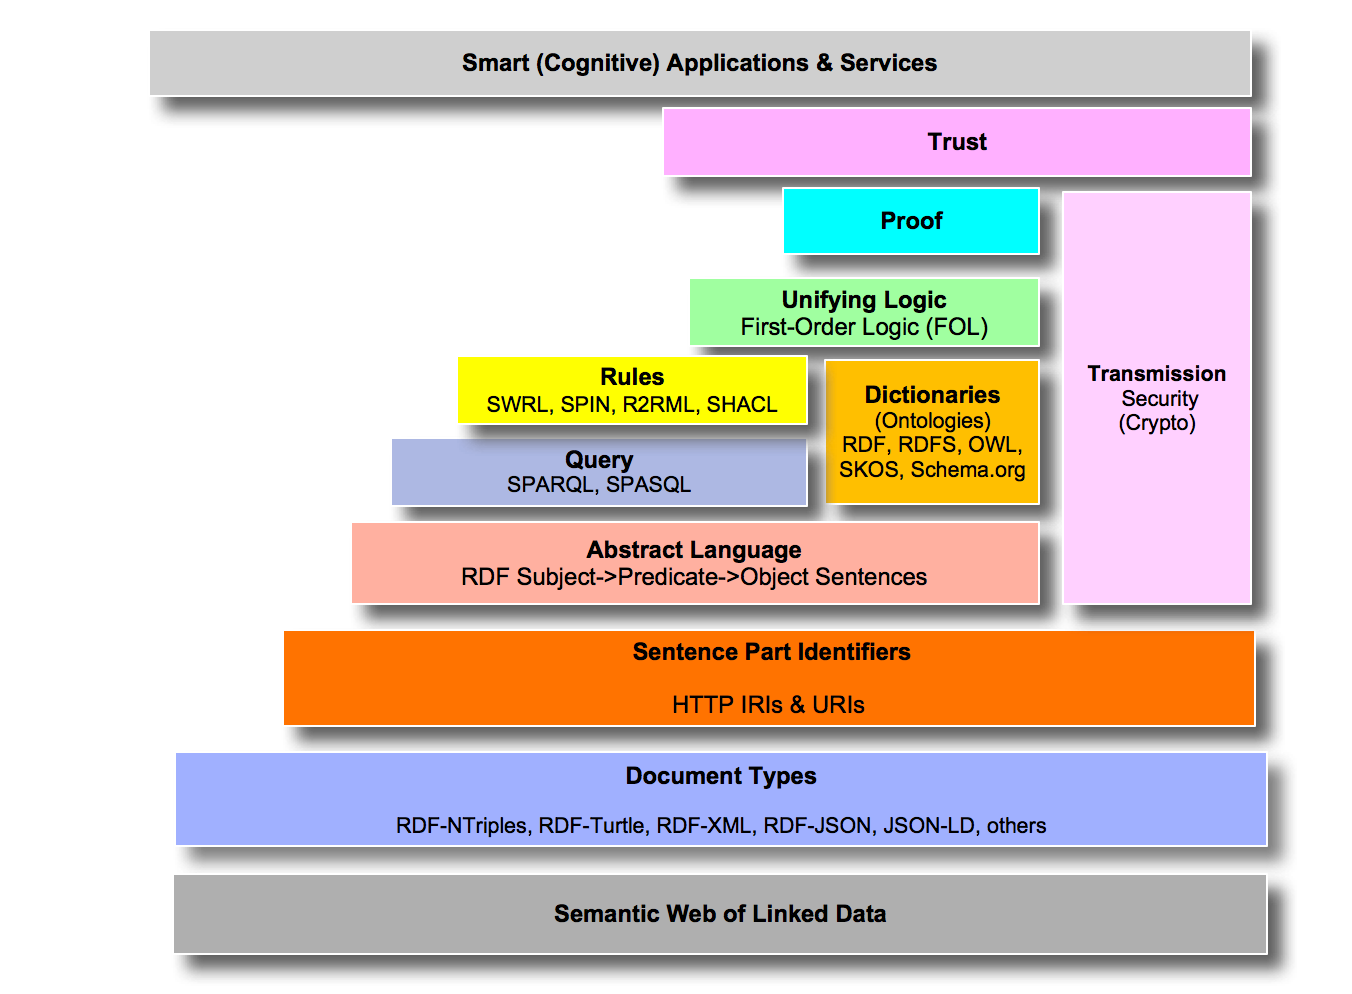 Smart (Cognitive) Applications & Services
Trust
Proof
Unifying Logic
First-Order Logic (FOL)
Rules
SWRL, SPIN, R2RML, SHACL
Dictionaries
(Ontologies)
RDF, RDFS, OWL,
SKOS, Schema.org
Transmission
Security
(Crypto)
Query
SPARQL, SPASQL
Abstract Language
RDF Subject->Predicate->Object Sentences
Sentence Part Identifiers
HTTP IRIs & URIs
Document Types
RDF-NTriples, RDF-Turtle, RDF-XML, RDF-JSON, JSON-LD, others
Semantic Web of Linked Data